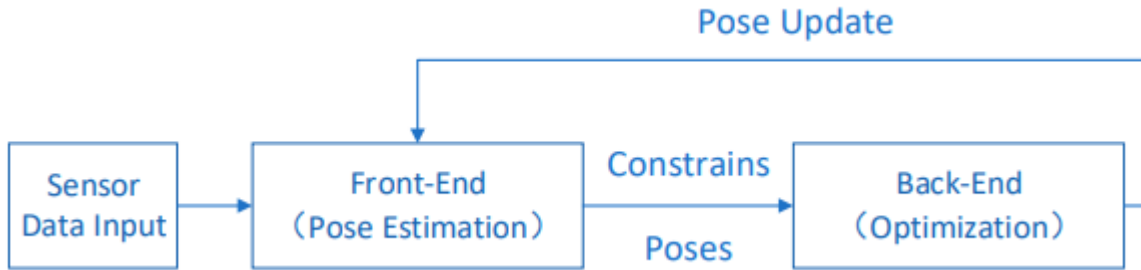 Pose Update
Sensor
Data Input
Front-End
（Pose Estimation）
Constrains
Poses
Back-End
（Optimization）